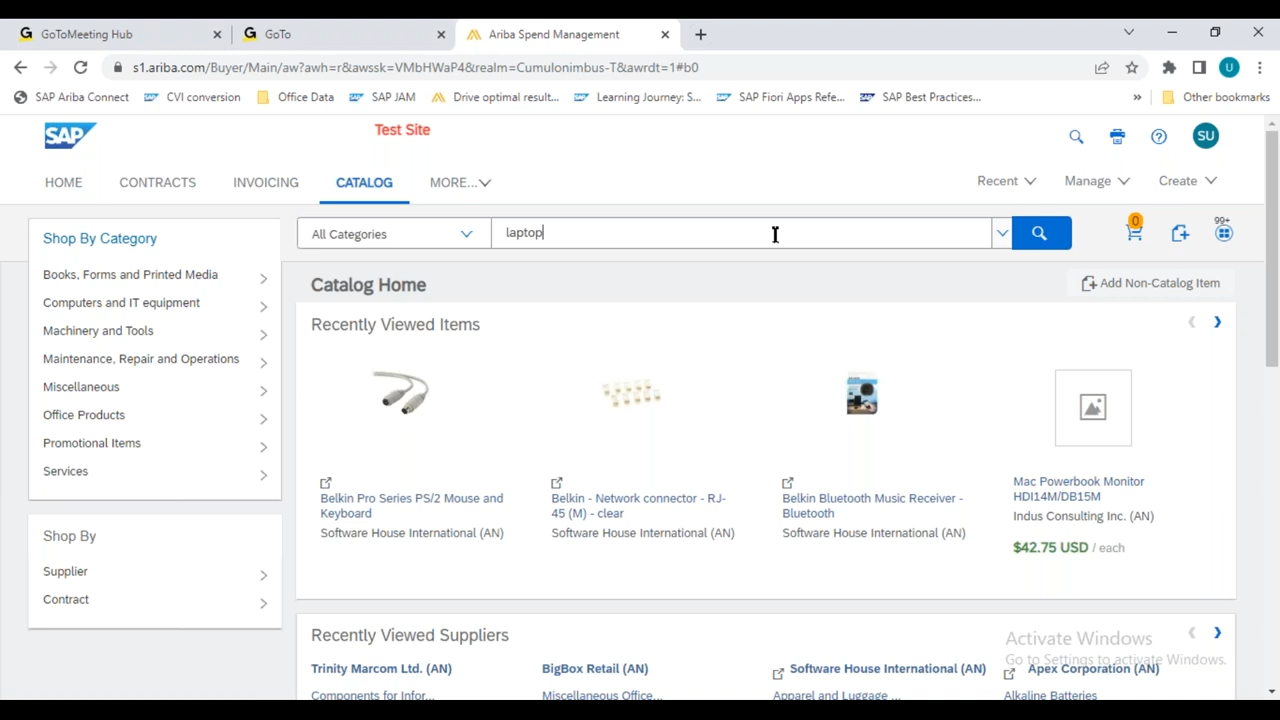 GoToMeeting Hub
GoTo
Ariba Spend Management
s1.ariba.com/Buyer/Main/aw?awh=r&awssk=VMbHWaP4&realm=Cumulonimbus-T&awrdt=1#b0
U
SAP Ariba Connect
CVI conversion
Office Data
SAP JAM
Drive optimal result...
Learning Journey: S...
SAP Fiori Apps Refe...
SAP Best Practices...
»
Other bookmarks
SAP
Test Site
SU
HOME
CONTRACTS
INVOICING
CATALOG
MORE...
Recent
Manage
Create
Shop By Category
All Categories
laptop
0
99+
Books, Forms and Printed Media
Computers and IT equipment
Machinery and Tools
Maintenance, Repair and Operations
Miscellaneous
Office Products
Promotional Items
Services
Shop By
Supplier
Contract
Catalog Home
Add Non-Catalog Item
Recently Viewed Items
Belkin Pro Series PS/2 Mouse and
Keyboard
Software House International (AN)
Belkin - Network connector - RJ-
45 (M) - clear
Software House International (AN)
Belkin Bluetooth Music Receiver -
Bluetooth
Software House International (AN)
Mac Powerbook Monitor
HDI14M/DB15M
Indus Consulting Inc. (AN)
$42.75 USD / each
Recently Viewed Suppliers
Activate Windows
Go to Settings to activate Windows.
Trinity Marcom Ltd. (AN)
BigBox Retail (AN)
Software House International (AN)
Apex Corporation (AN)
Components for Infor...
Miscellaneous Office...
Apparel and Luggage ...
Alkaline Batteries